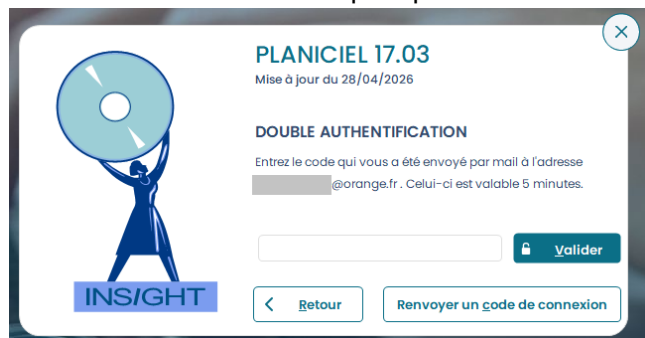 PLANICIEL 17.03
Mise à jour du 28/04/2026
DOUBLE AUTHENTIFICATION
Entrez le code qui vous a été envoyé par mail à l'adresse
@orange.fr . Celui-ci est valable 5 minutes.
Valider
INSIGHT
Retour
Renvoyer un code de connexion